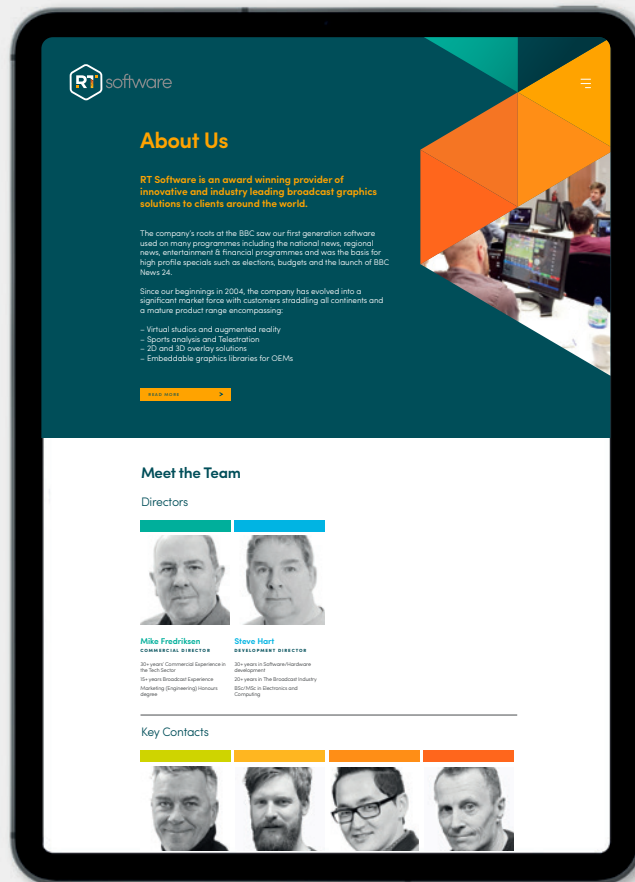 RT software
About Us
RT Software is an award winning provider of
innovative and industry leading broadcast graphics
solutions to clients around the world.
The company's roots at the BBC saw our first generation software
used on many programmes including the national news, regional
news, entertainment & financial programmes and was the basis for
high profile specials such as elections, budgets and the launch of BBC
News 24.
Since our beginnings in 2004, the company has evolved into a
significant market force with customers straddling all continents and
a mature product range encompassing:
– Virtual studios and augmented reality
– Sports analysis and Telestration
– 2D and 3D overlay solutions
– Embeddable graphics libraries for OEMs
READ MORE >
Meet the Team
Directors
Mike Fredriksen
COMMERCIAL DIRECTOR
30+ years' Commercial Experience in
the Tech Sector
15+ years Broadcast Experience
Marketing (Engineering) Honours
degree
Steve Hart
DEVELOPMENT DIRECTOR
30+ years in Software/Hardware
development
20+ years in The Broadcast Industry
BSc/MSc in Electronics and
Computing
Key Contacts